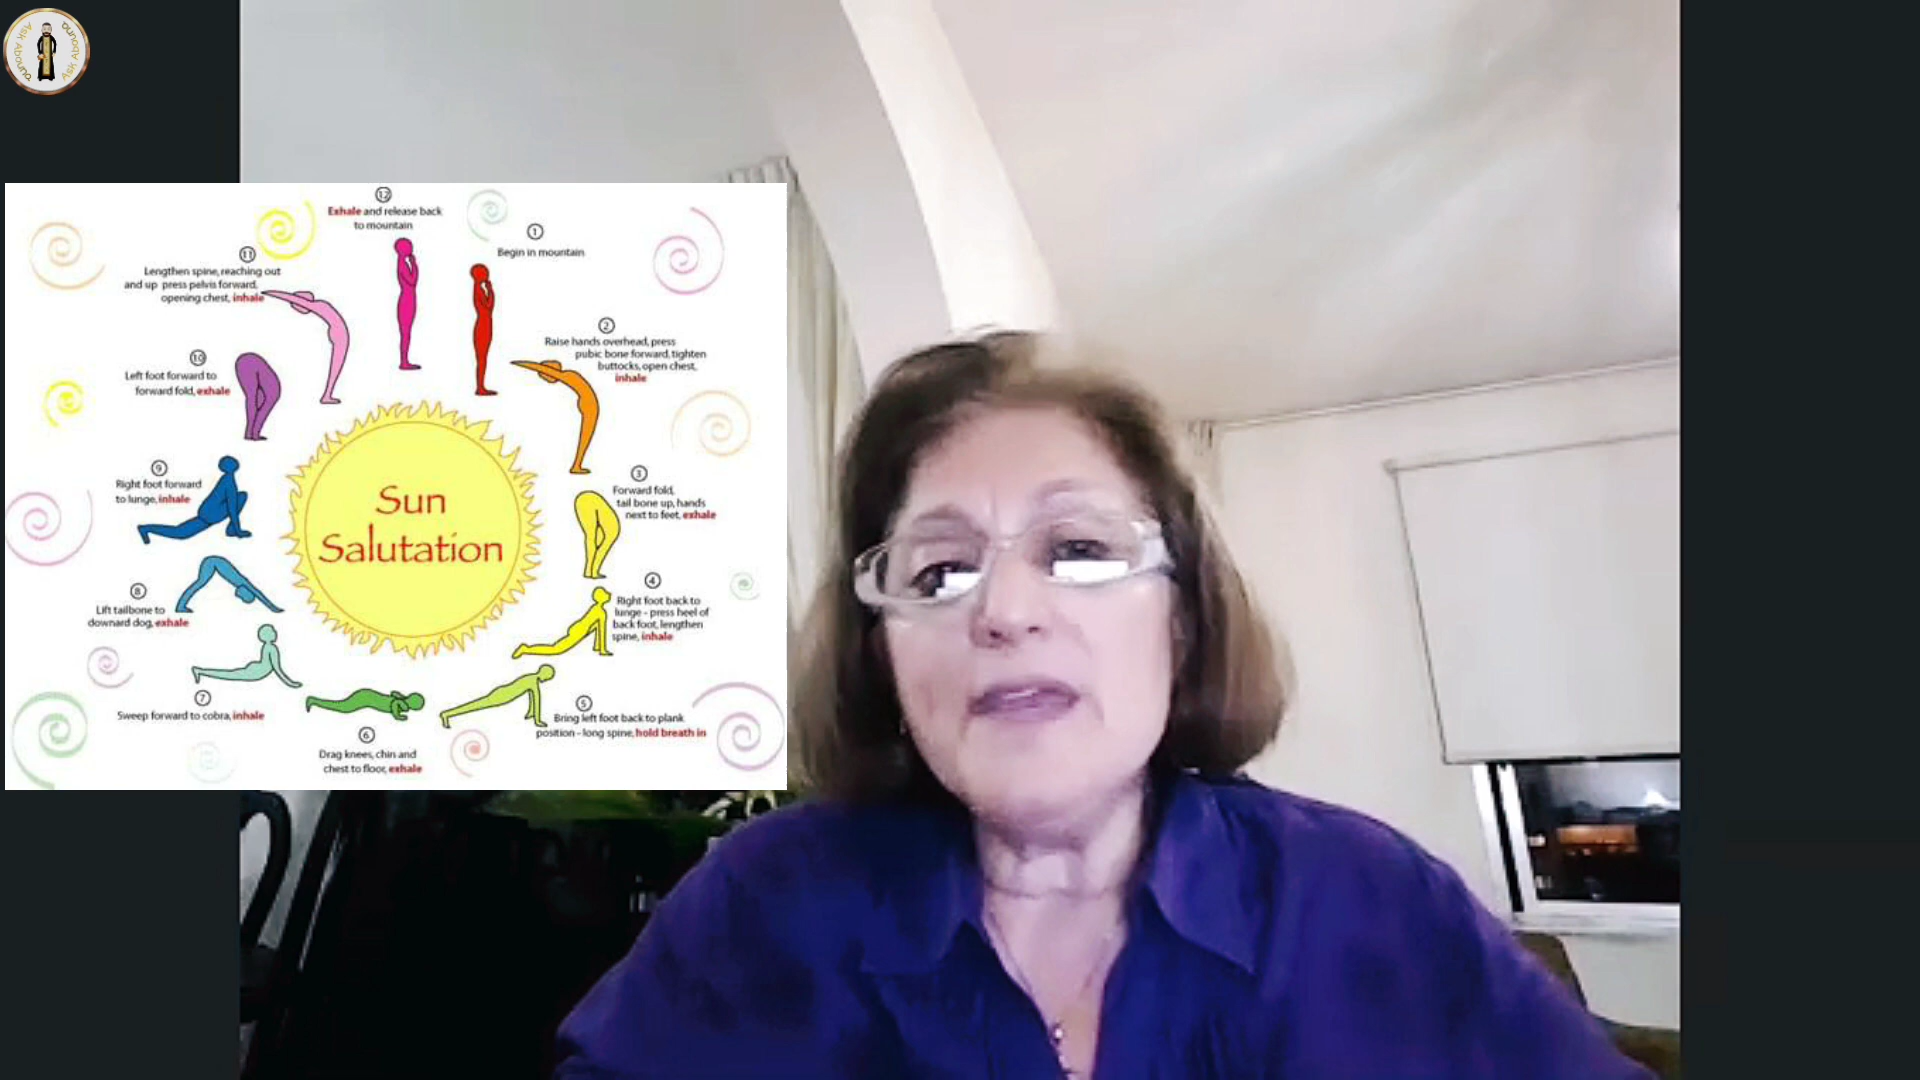 Ask Abouna
Ask Abouna
12
Exhale and release back
to mountain
1
Begin in mountain
11
Lengthen spine, reaching out
and up press pelvis forward,
opening chest, inhale
2
Raise hands overhead, press
pubic bone forward, tighten
buttocks, open chest,
inhale
10
Left foot forward to
forward fold, exhale
3
Forward fold,
tail bone up, hands
next to feet, exhale
9
Right foot forward
to lunge, inhale
Sun
Salutation
4
Right foot back to
lunge - press heel of
back foot, lengthen
spine, inhale
8
Lift tailbone to
downard dog, exhale
7
Sweep forward to cobra, inhale
5
Bring left foot back to plank
position - long spine, hold breath in
6
Drag knees, chin and
chest to floor, exhale